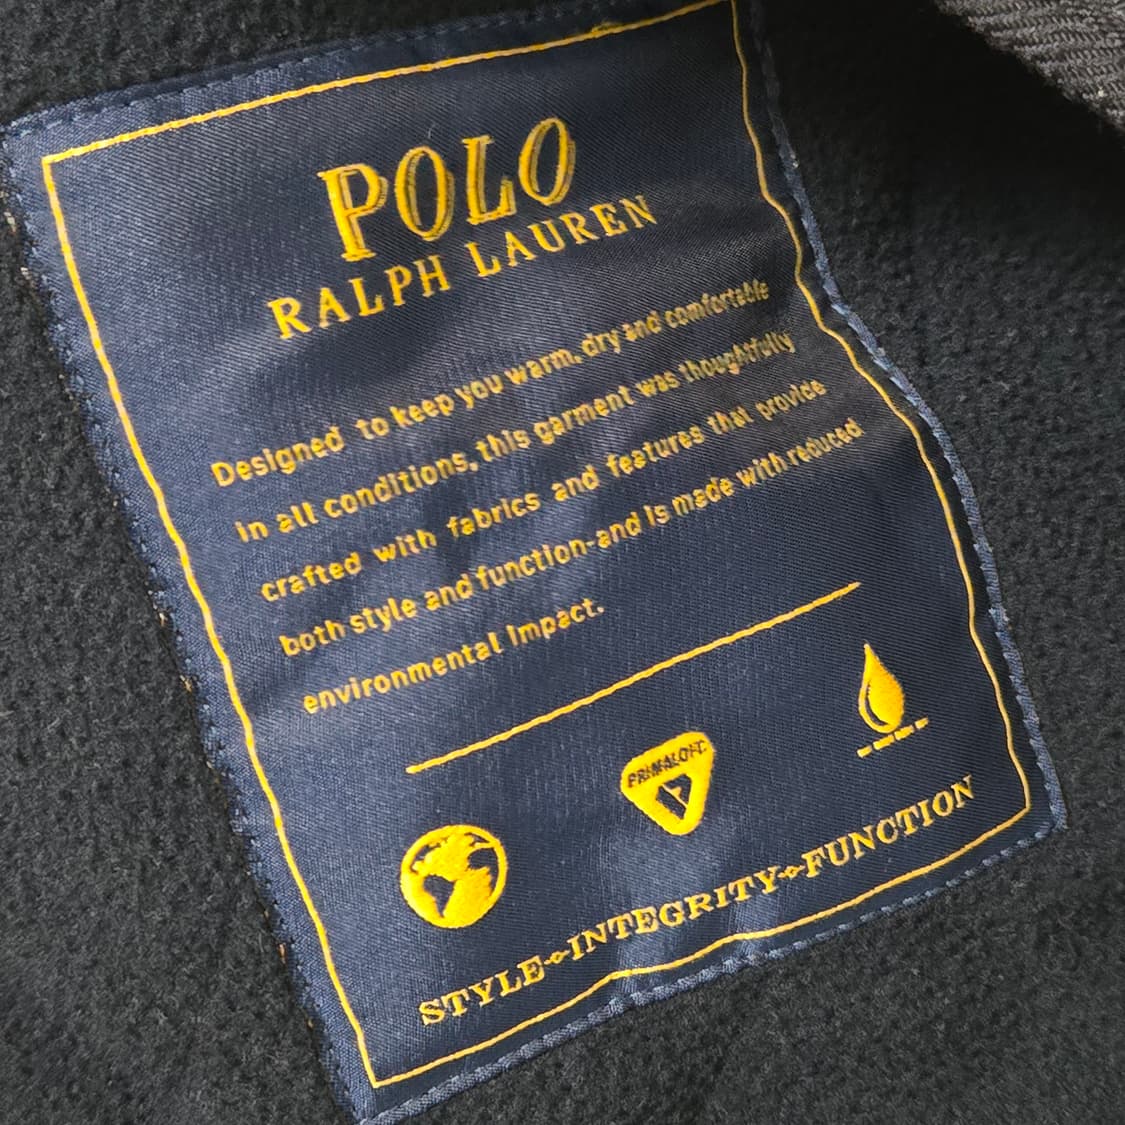 POLO
RALPH LAUREN
Designed to keep you warm, dry and comfortable
in all conditions, this garment was thoughtfully
crafted with fabrics and features that provide
both style and function-and is made with reduced
environmental impact.
PRIMALOFT
STYLE-INTEGRITY-FUNCTION